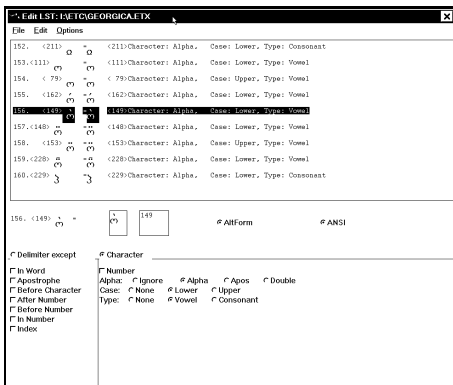 Edit LST: I:\ETC\GEORGICA.ETX
File Edit Options
152. <211> Ω = Ω <211>Character: Alpha, Case: Lower, Type: Consonant
153.<111> ო = ო <111>Character: Alpha, Case: Lower, Type: Vowel
154. < 79> ო = ო < 79>Character: Alpha, Case: Upper, Type: Vowel
155. <162> ო́ = ო́ <162>Character: Alpha, Case: Lower, Type: Vowel
156. <149> ო̀ = ო̀ <149>Character: Alpha, Case: Lower, Type: Vowel
157.<148> ო̈ = ო̈ <148>Character: Alpha, Case: Lower, Type: Vowel
158. <153> ო̈ = ო̈ <153>Character: Alpha, Case: Upper, Type: Vowel
159.<228> = <228>Character: Alpha, Case: Lower, Type: Vowel
160.<229> = <229>Character: Alpha, Case: Lower, Type: Consonant
156. <149> ო̀ = ო̀ 149 AltForm ANSI
Delimiter except Character
In Word Number
Apostrophe Alpha: Ignore Alpha Apos Double
Before Character Case: None Lower Upper
After Number Type: None Vowel Consonant
Before Number
In Number
Index